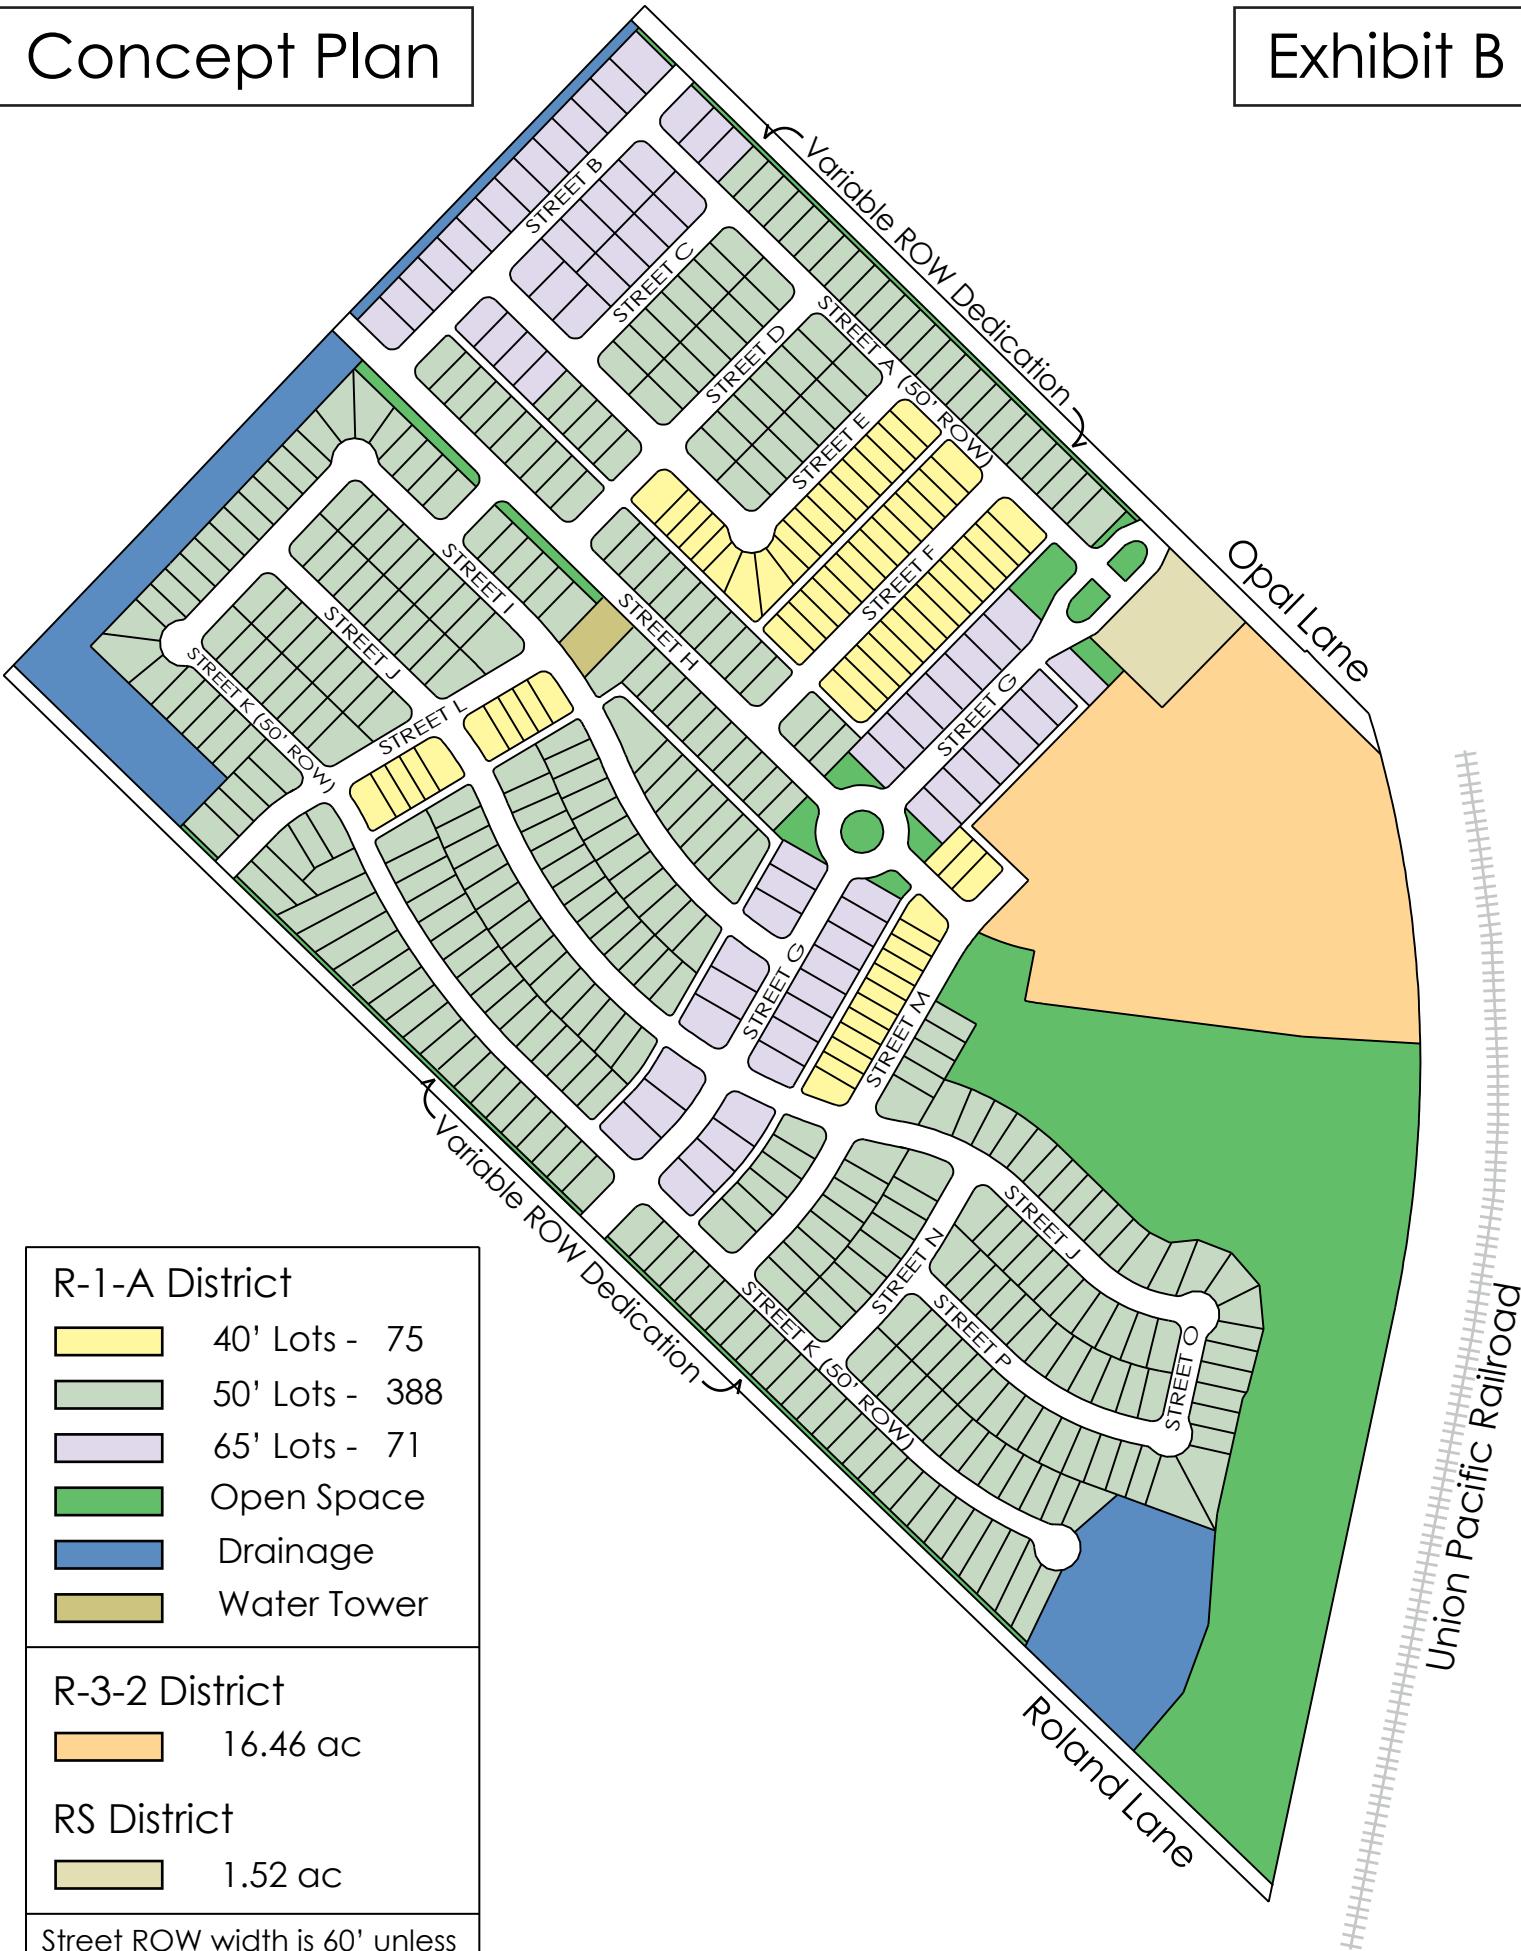 Concept Plan
Exhibit B
Variable ROW Dedication
STREET B
STREET C
STREET D
STREET A (50' ROW)
STREET E
STREET F
Opal Lane
STREET I
STREET H
STREET J
STREET G
STREET K (50' ROW)
STREET L
STREET G
STREET M
Variable ROW Dedication
STREET J
STREET N
STREET K (50' ROW)
STREET P
STREET O
Union Pacific Railroad
Roland Lane
R-1-A District
40' Lots - 75
50' Lots - 388
65' Lots - 71
Open Space
Drainage
Water Tower
R-3-2 District
16.46 ac
RS District
1.52 ac
Street ROW width is 60' unless